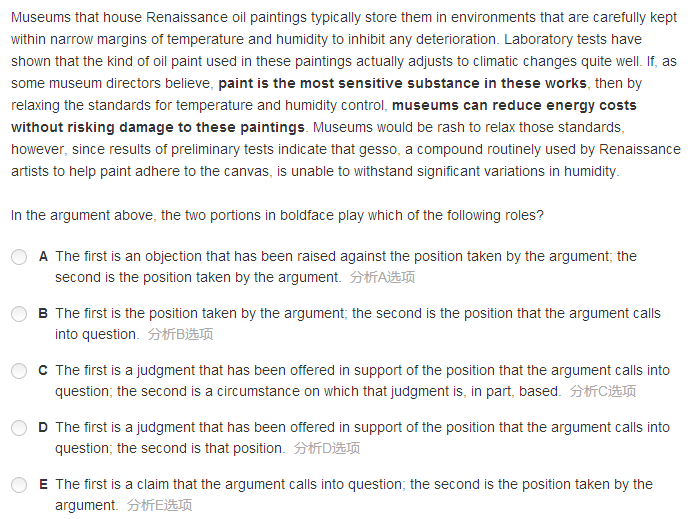 Museums that house Renaissance oil paintings typically store them in environments that are carefully kept
within narrow margins of temperature and humidity to inhibit any deterioration. Laboratory tests have
shown that the kind of oil paint used in these paintings actually adjusts to climatic changes quite well. If, as
some museum directors believe, paint is the most sensitive substance in these works, then by
relaxing the standards for temperature and humidity control, museums can reduce energy costs
without risking damage to these paintings. Museums would be rash to relax those standards,
however, since results of preliminary tests indicate that gesso, a compound routinely used by Renaissance
artists to help paint adhere to the canvas, is unable to withstand significant variations in humidity.
In the argument above, the two portions in boldface play which of the following roles?
A The first is an objection that has been raised against the position taken by the argument; the
second is the position taken by the argument. 分析A选项
B The first is the position taken by the argument; the second is the position that the argument calls
into question. 分析B选项
C The first is a judgment that has been offered in support of the position that the argument calls into
question; the second is a circumstance on which that judgment is, in part, based. 分析C选项
D The first is a judgment that has been offered in support of the position that the argument calls into
question; the second is that position. 分析D选项
E The first is a claim that the argument calls into question; the second is the position taken by the
argument. 分析E选项